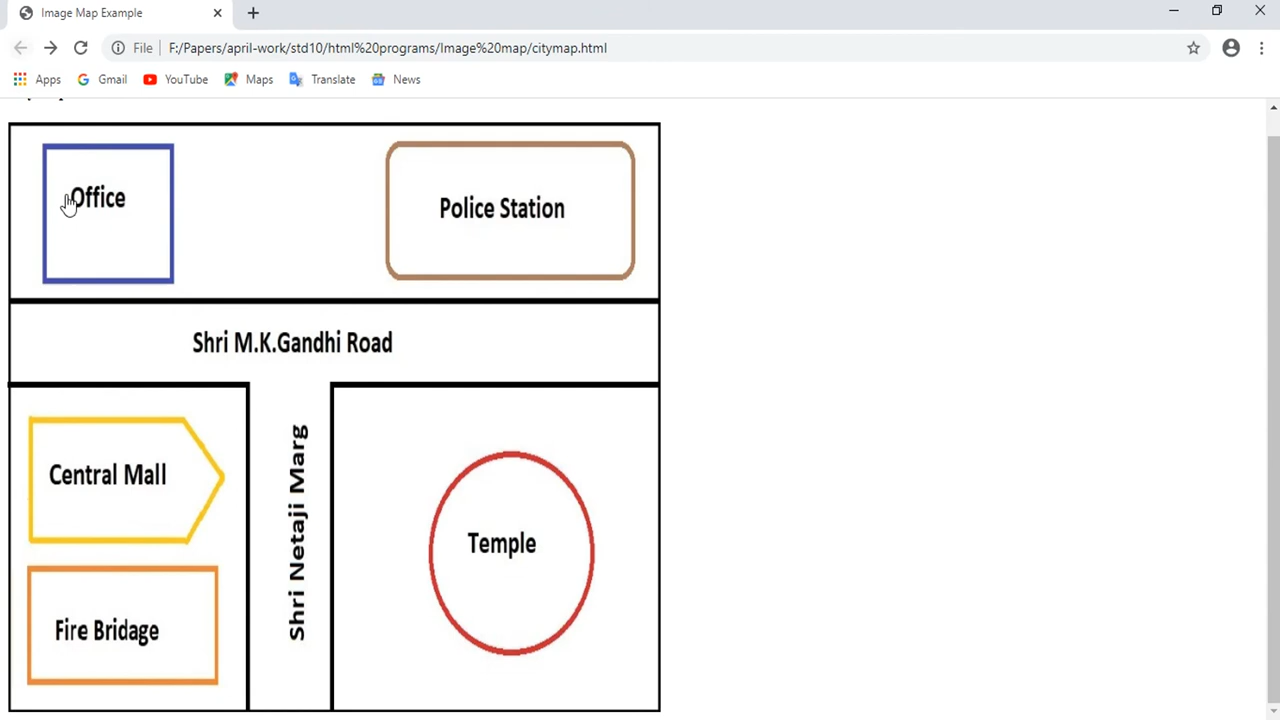 Image Map Example
File F:/Papers/april-work/std10/html%20programs/Image%20map/citymap.html
Apps Gmail YouTube Maps Translate News
Office
Police Station
Shri M.K.Gandhi Road
Central Mall
Shri Netaji Marg
Temple
Fire Bridage